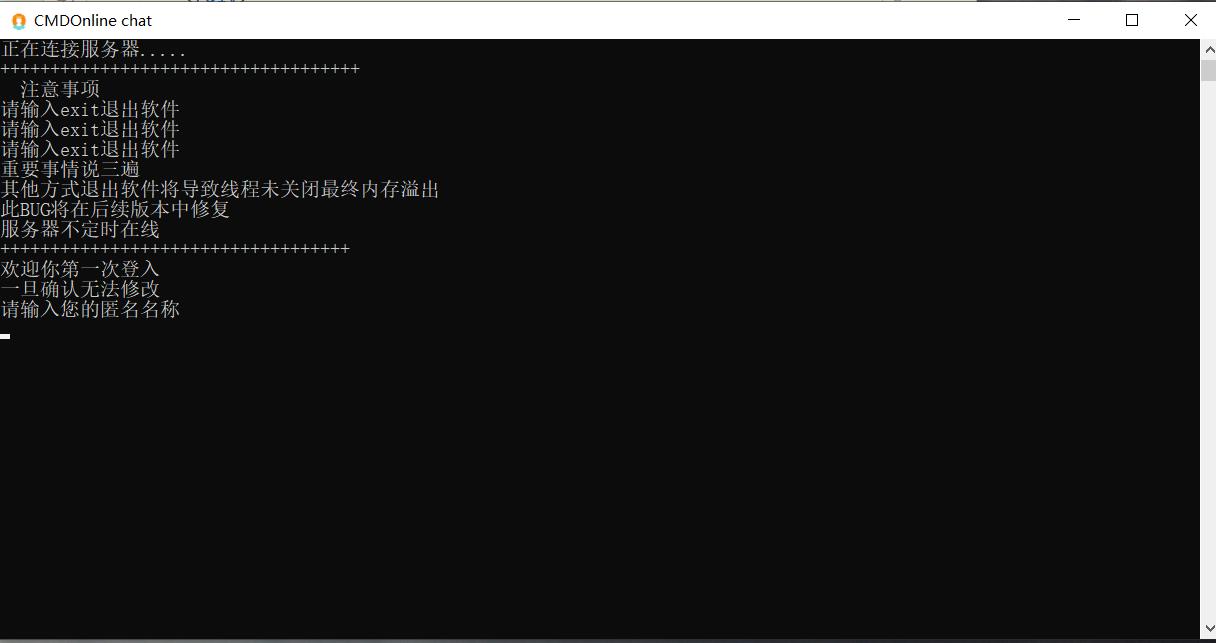 CMDOnline chat
正在连接服务器.....
++++++++++++++++++++++++++++++++++++
注意事项
请输入exit退出软件
请输入exit退出软件
请输入exit退出软件
重要事情说三遍
其他方式退出软件将导致线程未关闭最终内存溢出
此BUG将在后续版本中修复
服务器不定时在线
+++++++++++++++++++++++++++++++++++
欢迎你第一次登入
一旦确认无法修改
请输入您的匿名名称